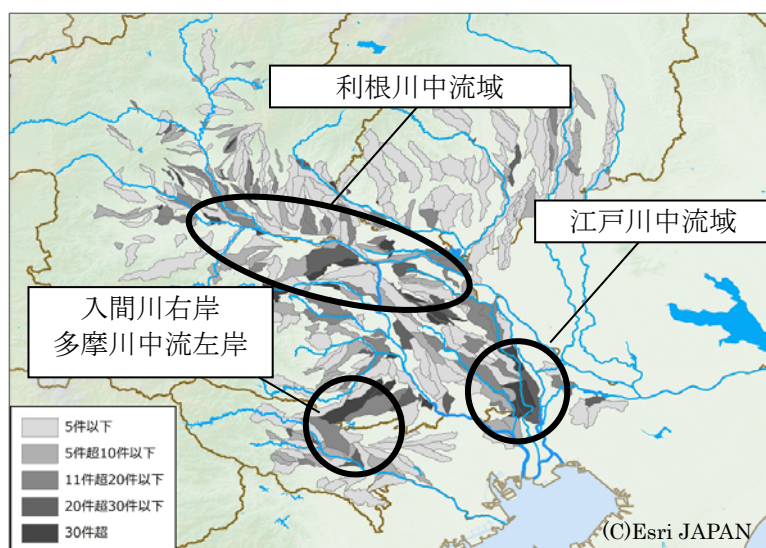 利根川中流域
江戸川中流域
入間川右岸
多摩川中流左岸
5件以下
5件超10件以下
11件超20件以下
20件超30件以下
30件超
(C)Esri JAPAN